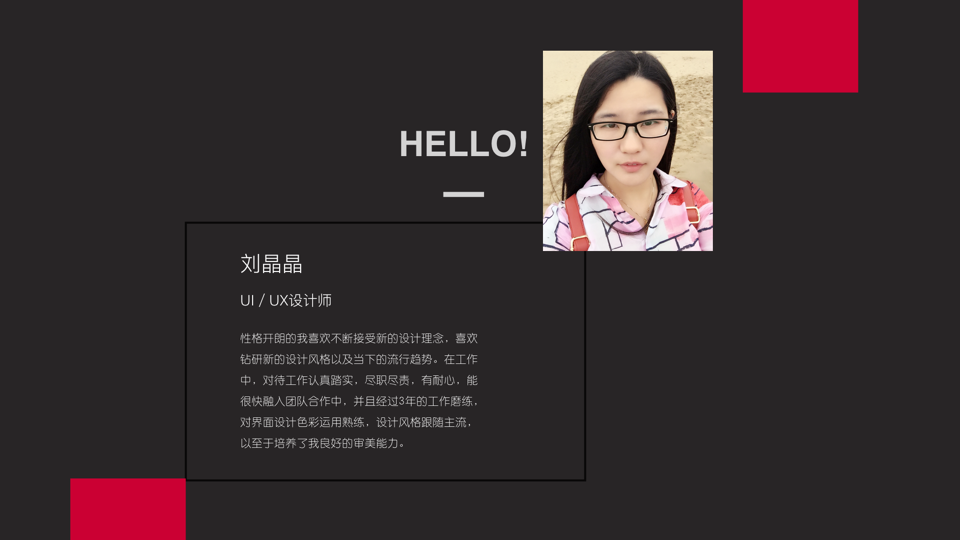 HELLO!
刘晶晶
UI / UX设计师
性格开朗的我喜欢不断接受新的设计理念，喜欢
钻研新的设计风格以及当下的流行趋势。在工作
中，对待工作认真踏实，尽职尽责，有耐心，能
很快融入团队合作中，并且经过3年的工作磨练，
对界面设计色彩运用熟练，设计风格跟随主流，
以至于培养了我良好的审美能力。